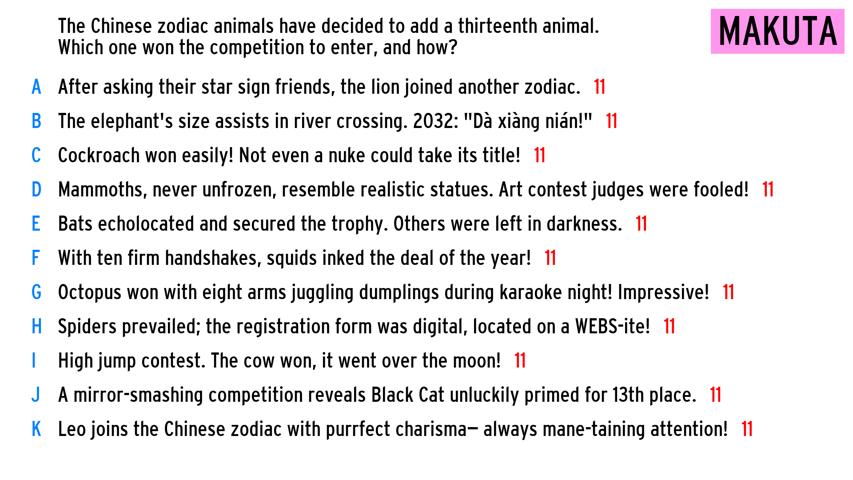 The Chinese zodiac animals have decided to add a thirteenth animal.
Which one won the competition to enter, and how?
MAKUTA
A After asking their star sign friends, the lion joined another zodiac. 11
B The elephant's size assists in river crossing. 2032: "Dà xiàng nián!" 11
C Cockroach won easily! Not even a nuke could take its title! 11
D Mammoths, never unfrozen, resemble realistic statues. Art contest judges were fooled! 11
E Bats echolocated and secured the trophy. Others were left in darkness. 11
F With ten firm handshakes, squids inked the deal of the year! 11
G Octopus won with eight arms juggling dumplings during karaoke night! Impressive! 11
H Spiders prevailed; the registration form was digital, located on a WEBS-ite! 11
I High jump contest. The cow won, it went over the moon! 11
J A mirror-smashing competition reveals Black Cat unluckily primed for 13th place. 11
K Leo joins the Chinese zodiac with purrfect charisma— always mane-taining attention! 11